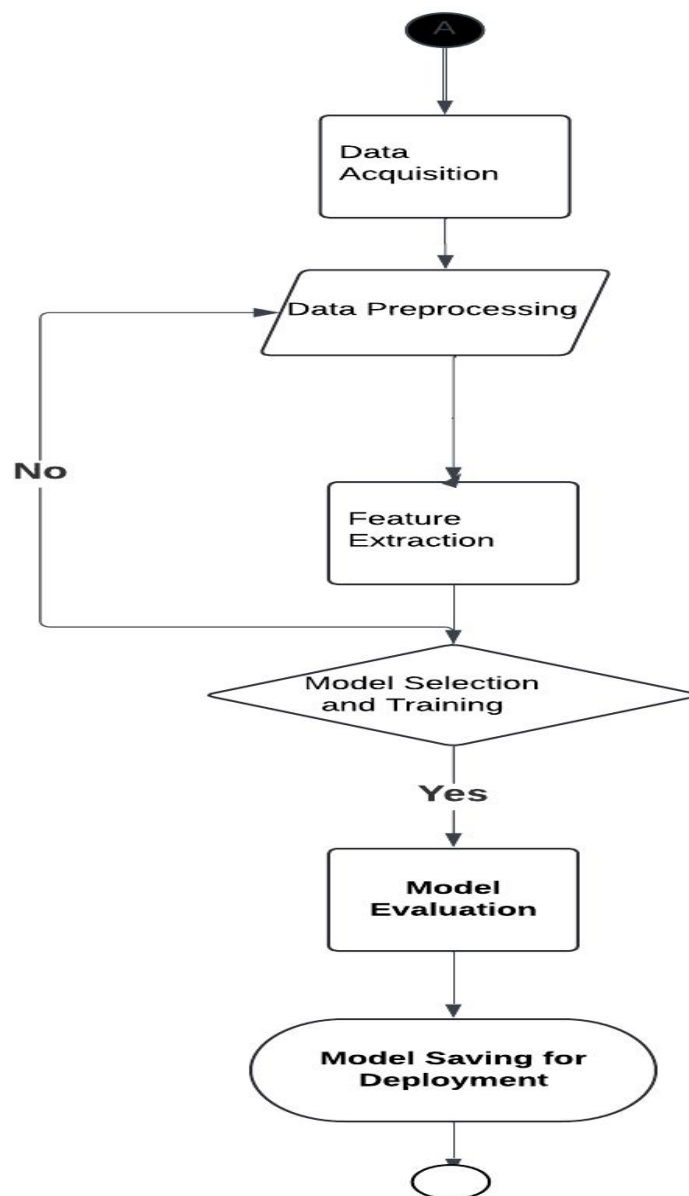 A
Data
Acquisition
Data Preprocessing
No
Feature
Extraction
Model Selection
and Training
Yes
Model
Evaluation
Model Saving for
Deployment